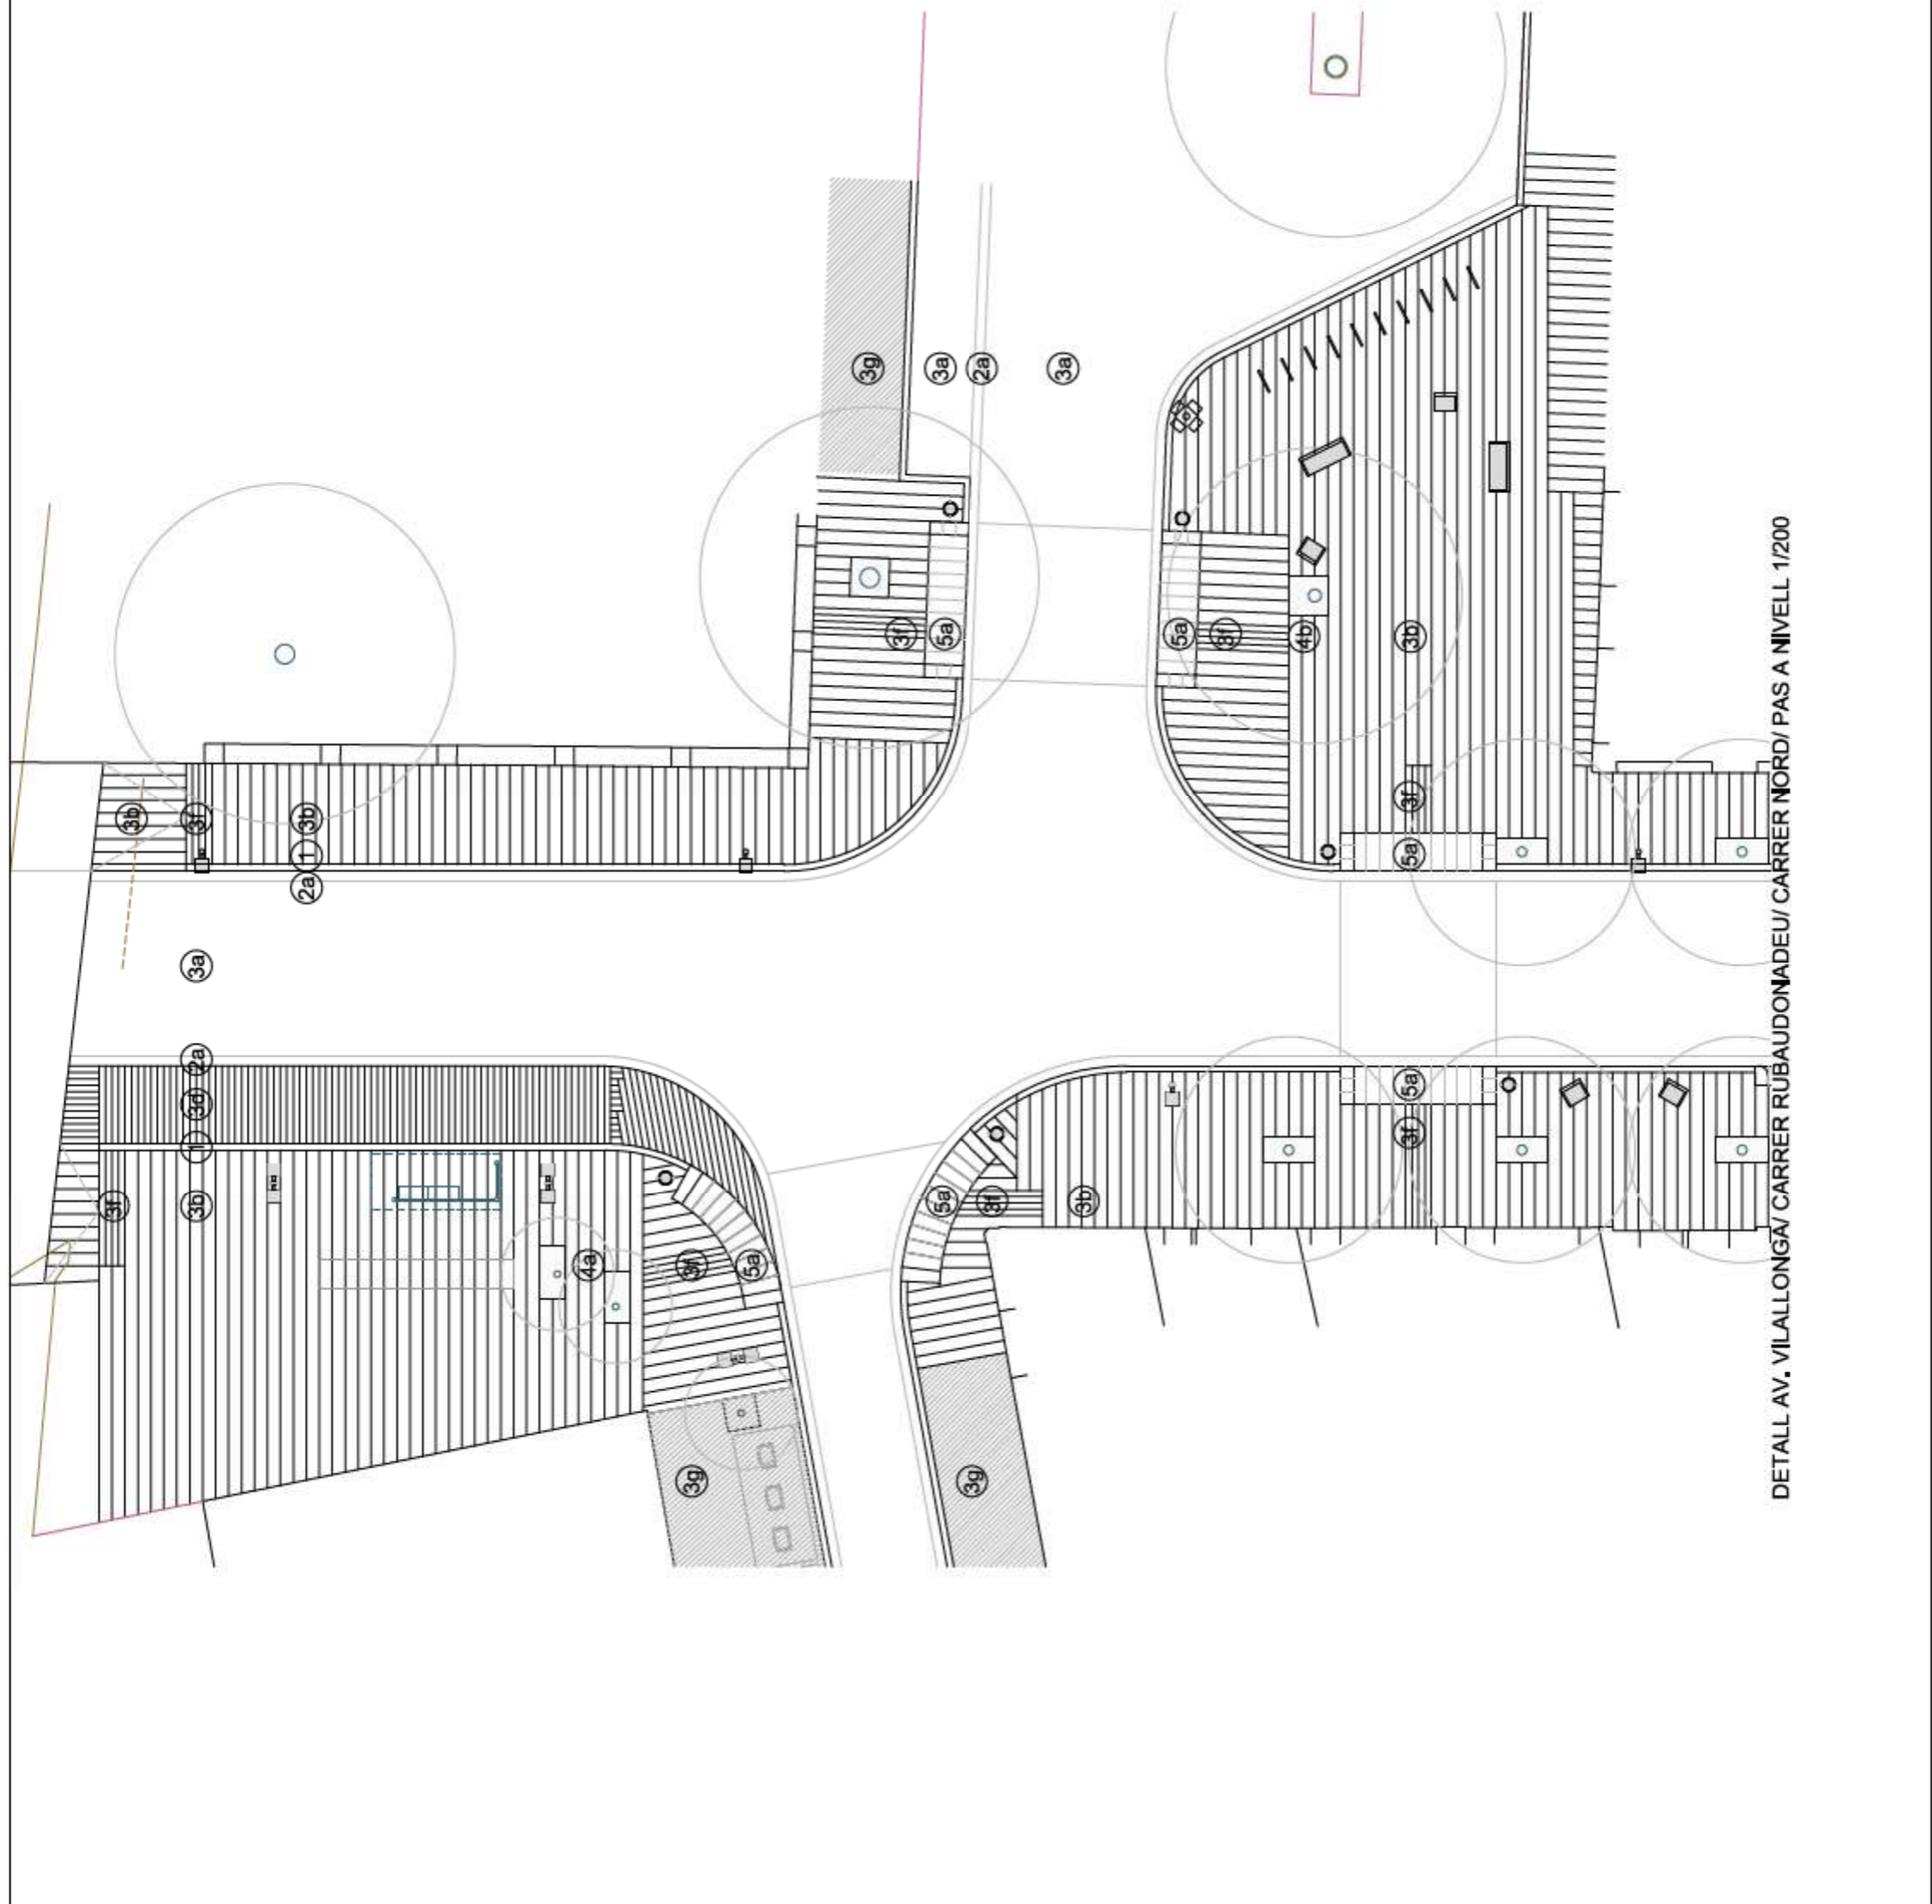 3f
3b
3b 1 3d 2a 3a 3f
2a 1 3b
4a
3g 3f
5a
3g
3f
5a 5a 3a
3g 3f 2a
3b 3a
5a
3f
4b
3f 5a 5a 3f 3b
DETALL AV. VILALLONGA/ CARRER RUBAUDONADEU/ CARRER NORD/ PAS A NIVELL 1/200